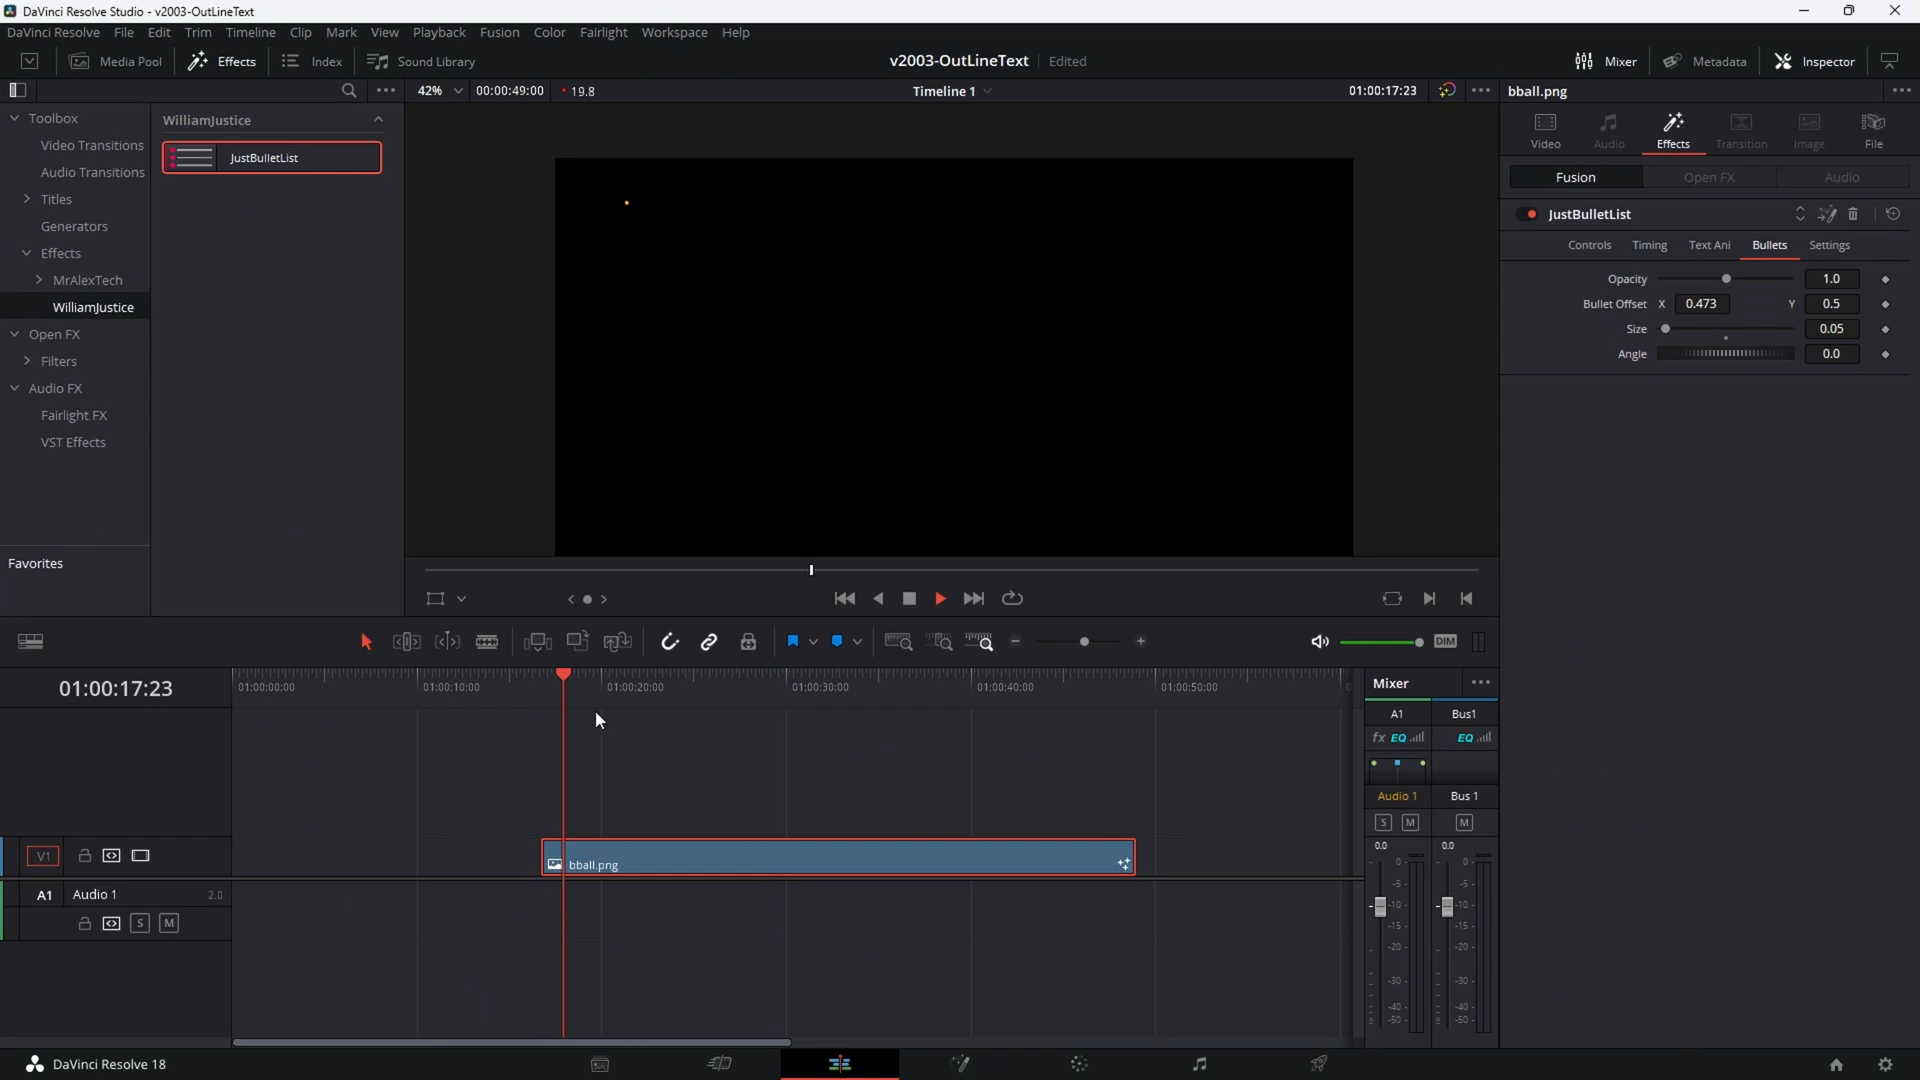 DaVinci Resolve Studio - v2003-OutLineText
DaVinci Resolve File Edit Trim Timeline Clip Mark View Playback Fusion Color Fairlight Workspace Help
Media Pool Effects Index Sound Library v2003-OutLineText Edited Mixer Metadata Inspector
42% 00:00:49:00 19.8 Timeline 1 01:00:17:23 bball.png
Toolbox
Video Transitions
Audio Transitions
Titles
Generators
Effects
MrAlexTech
WilliamJustice
Open FX
Filters
Audio FX
Fairlight FX
VST Effects
Favorites
WilliamJustice
JustBulletList
Video Audio Effects Transition Image File
Fusion Open FX Audio
JustBulletList
Controls Timing Text Ani Bullets Settings
Opacity 1.0
Bullet Offset X 0.473 Y 0.5
Size 0.05
Angle 0.0
DIM
01:00:17:23
01:00:00:00 01:00:10:00 01:00:20:00 01:00:30:00 01:00:40:00 01:00:50:00
V1
bball.png
A1 Audio 1 2.0
S M
Mixer
A1 Bus1
fx EQ EQ
Audio 1 Bus 1
S M M
0.0 0.0
0 0
-5 -5
-10 -10
-15 -15
-20 -20
-30 -30
-40 -40
-50 -50
DaVinci Resolve 18